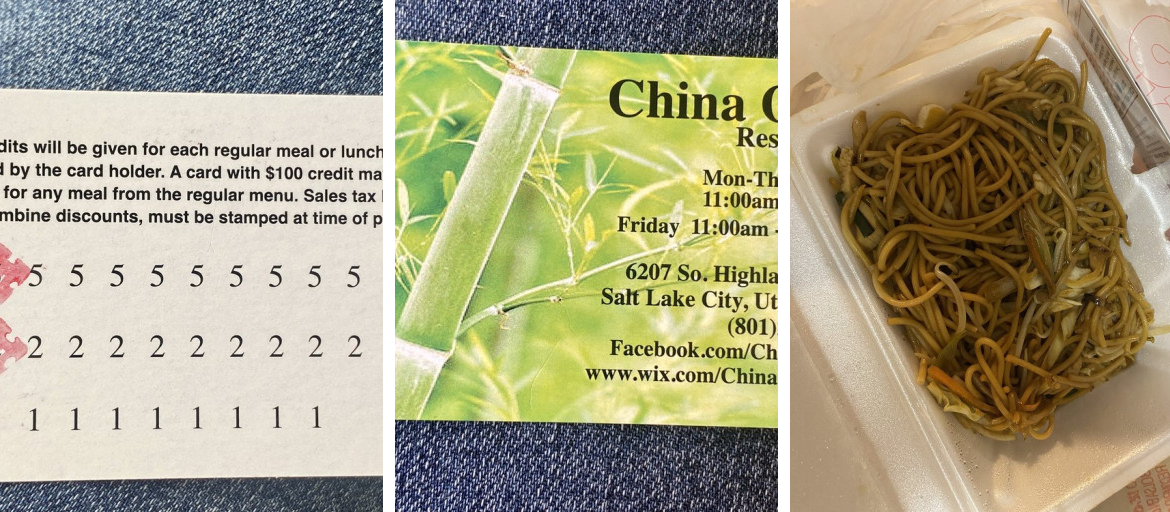 dits will be given for each regular meal or lunch
by the card holder. A card with $100 credit ma
for any meal from the regular menu. Sales tax
mbine discounts, must be stamped at time of p
5 5 5 5 5 5 5 5 5
2 2 2 2 2 2 2 2 2
1 1 1 1 1 1 1 1
China
Res
Mon-Th
11:00am
Friday 11:00am -
6207 So. Highla
Salt Lake City, Ut
(801)
Facebook.com/Ch
www.wix.com/China